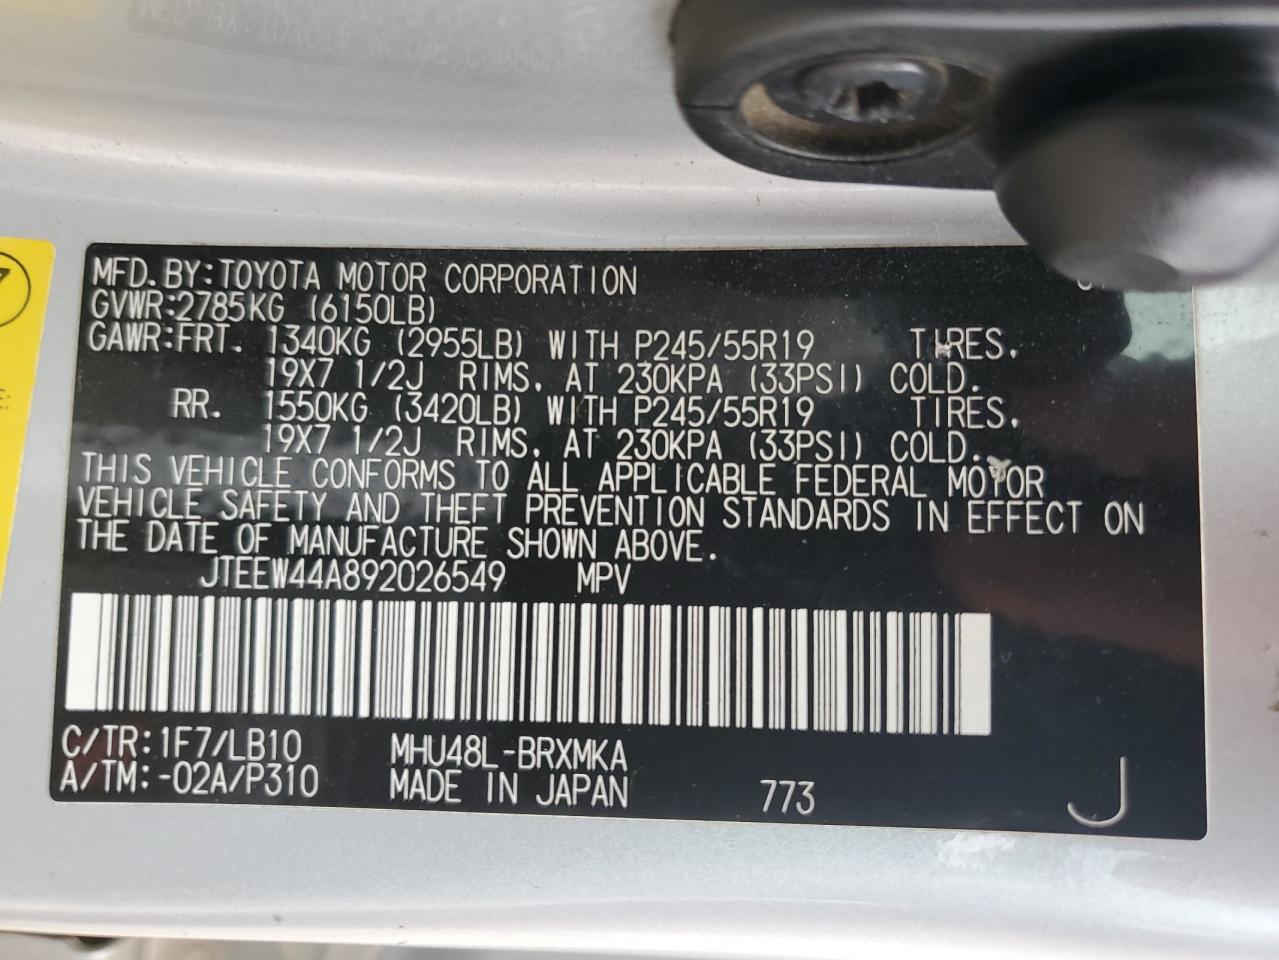 MFD. BY: TOYOTA MOTOR CORPORATION
GVWR: 2785KG (6150LB)
GAWR: FRT. 1340KG (2955LB) WITH P245/55R19 TIRES.
19X7 1/2J RIMS. AT 230KPA (33PSI) COLD.
RR. 1550KG (3420LB) WITH P245/55R19 TIRES.
19X7 1/2J RIMS. AT 230KPA (33PSI) COLD.
THIS VEHICLE CONFORMS TO ALL APPLICABLE FEDERAL MOTOR
VEHICLE SAFETY AND THEFT PREVENTION STANDARDS IN EFFECT ON
THE DATE OF MANUFACTURE SHOWN ABOVE.
JTEEW44A892026549 MPV
C/TR: 1F7/LB10 MHU48L-BRXMKA
A/TM: -02A/P310 MADE IN JAPAN 773 J